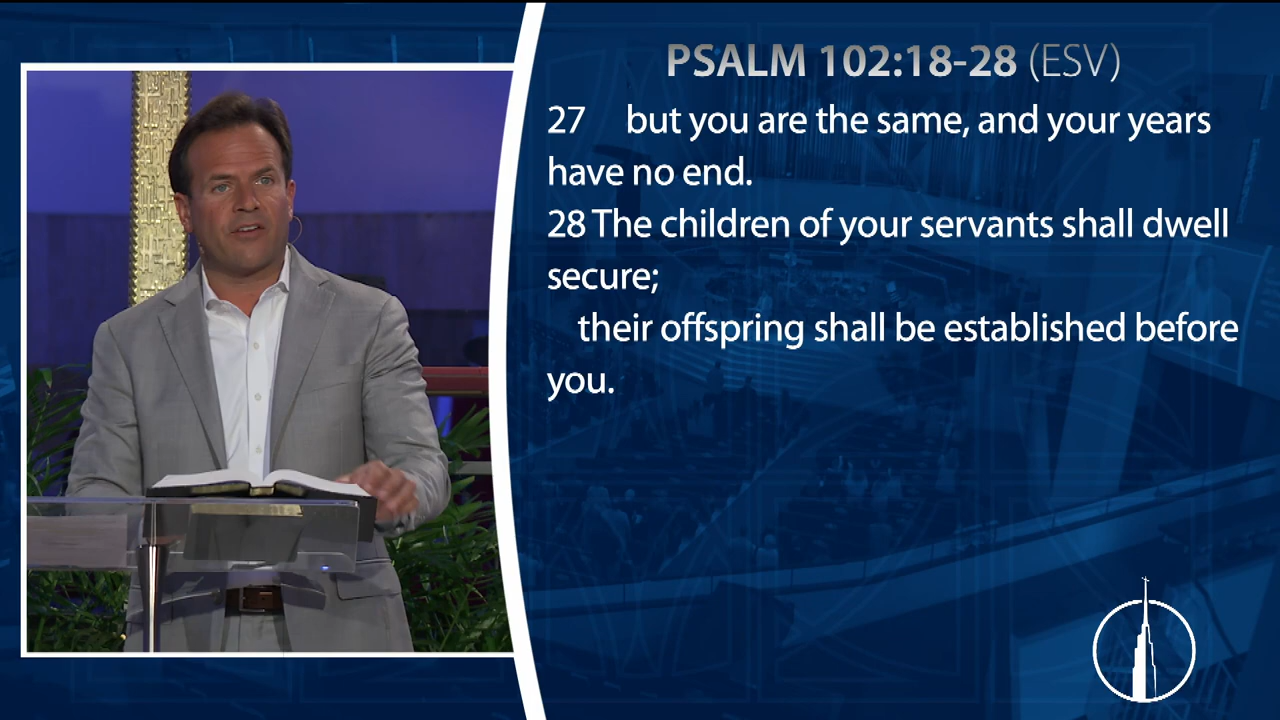 PSALM 102:18-28 (ESV)
27 but you are the same, and your years
have no end.
28 The children of your servants shall dwell
secure;
their offspring shall be established before
you.